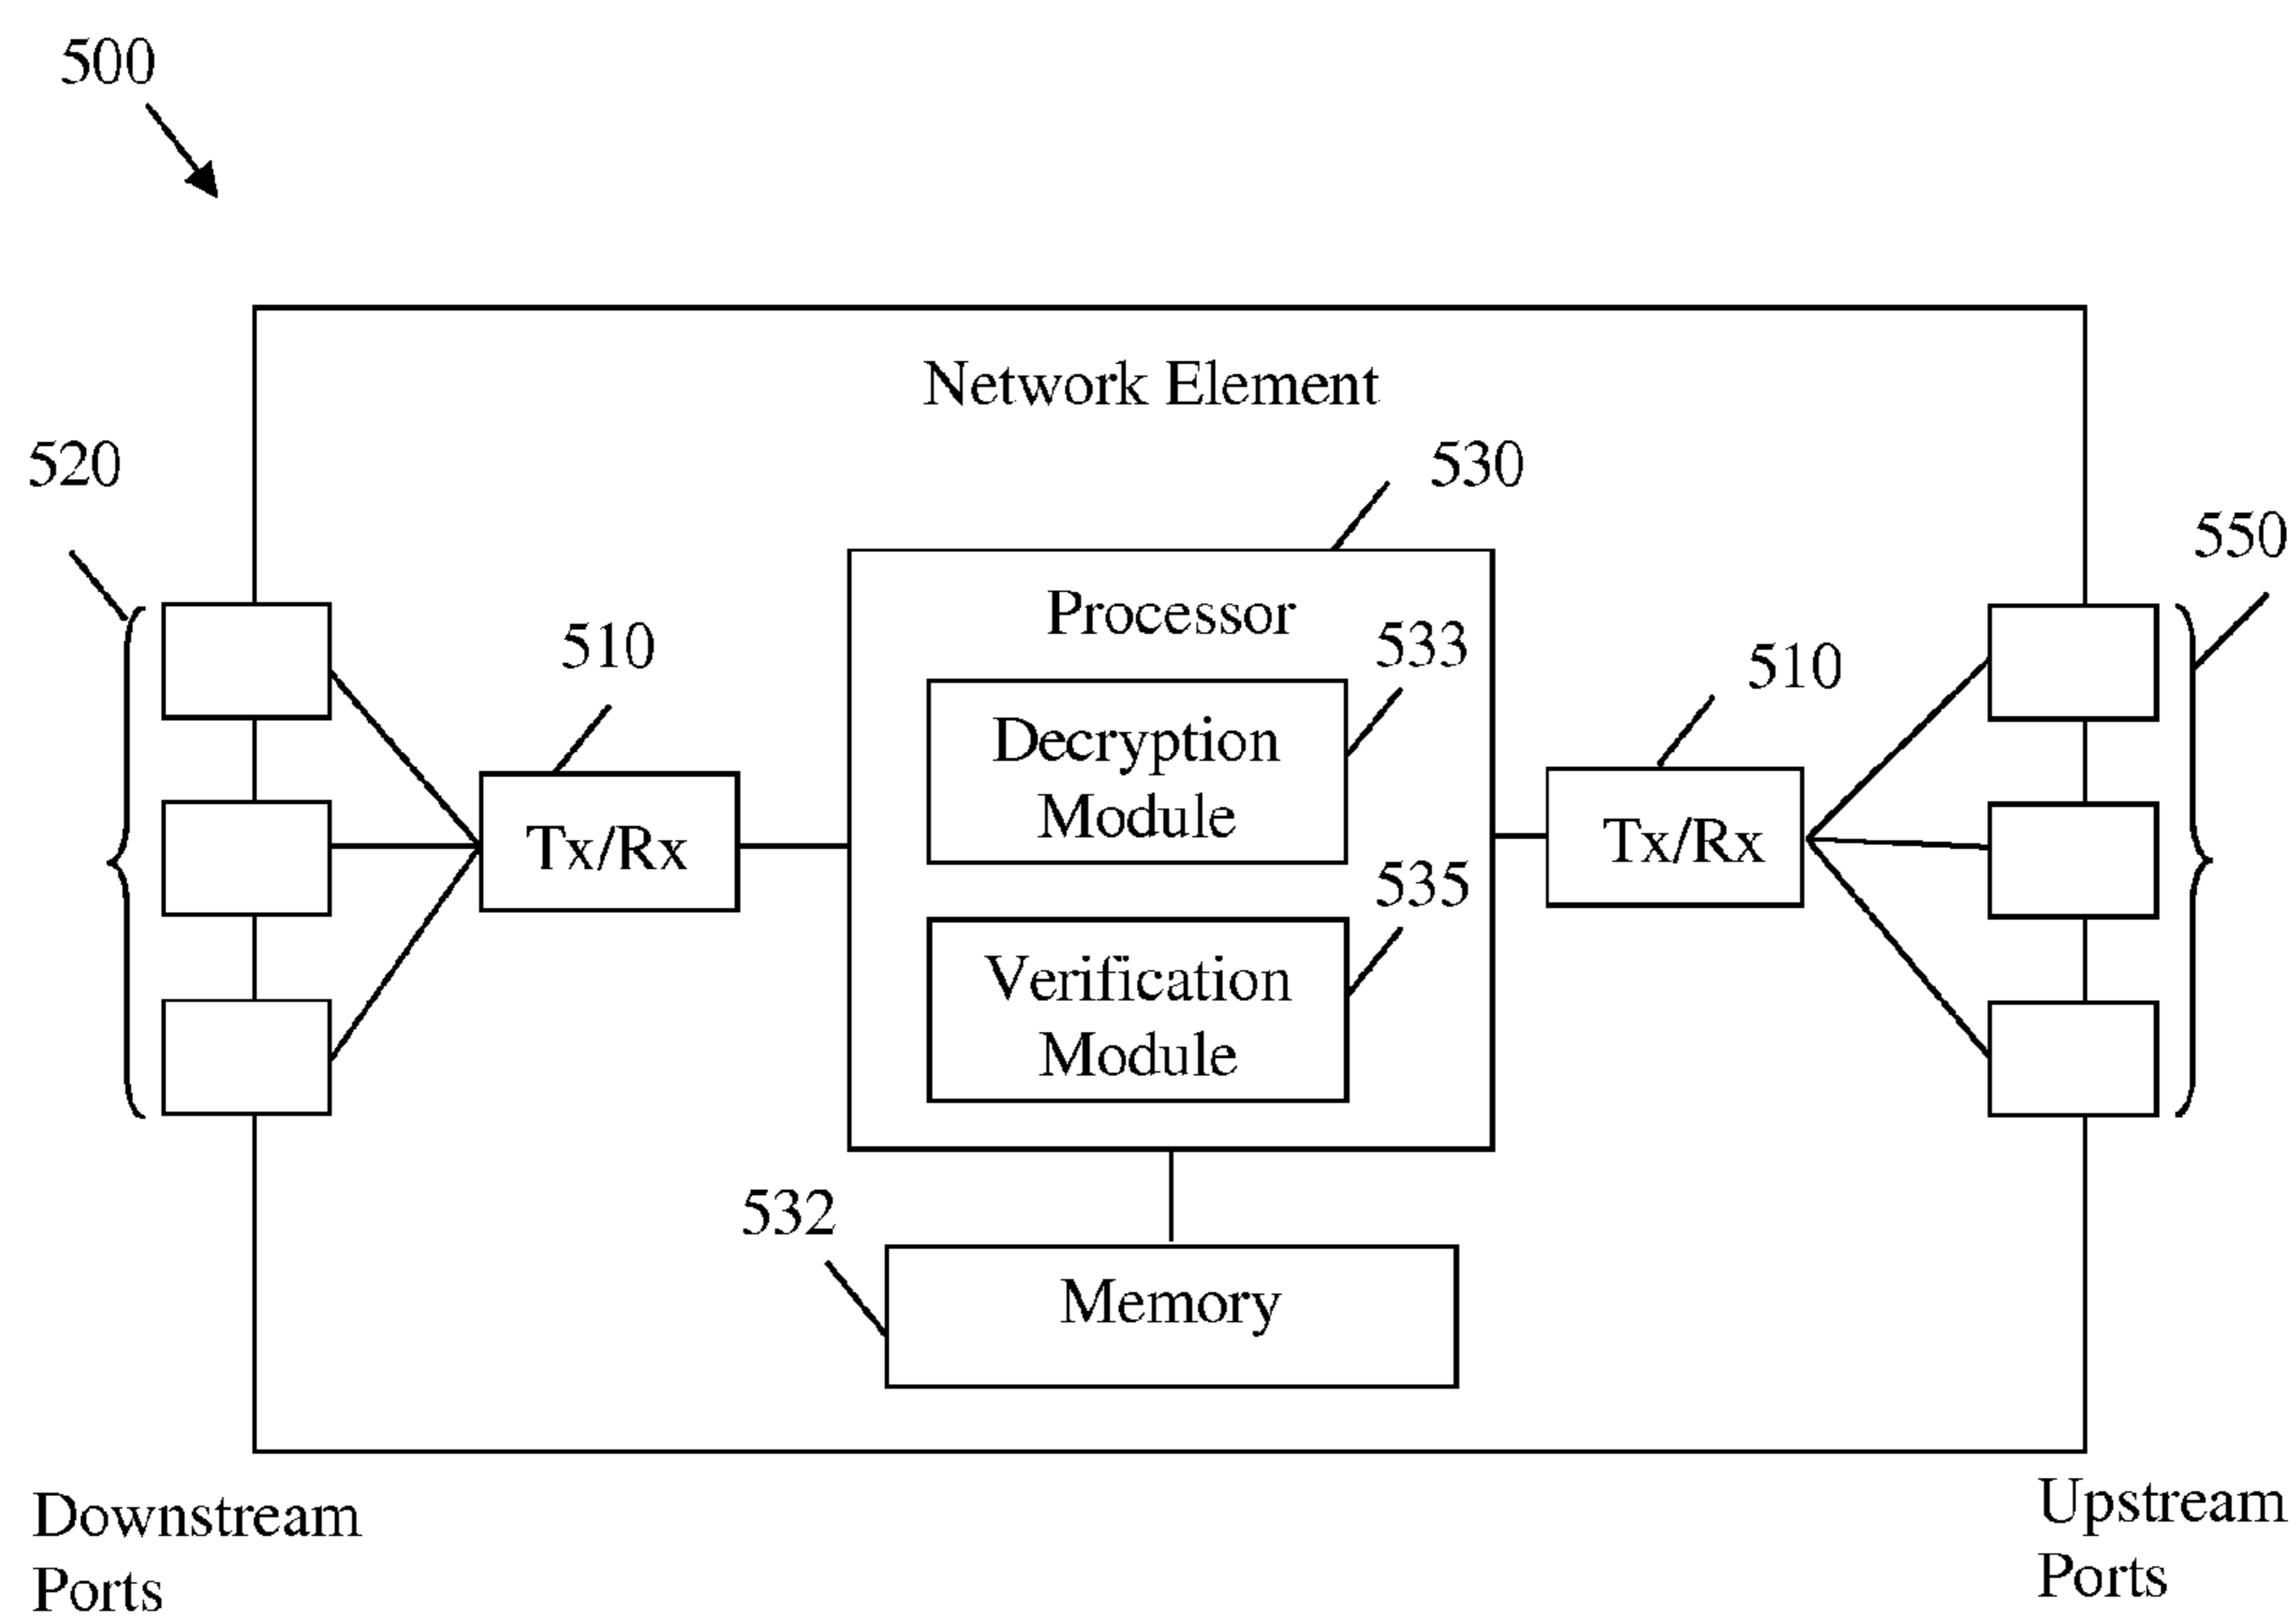 500
Network Element
520
530
550
Processor
510
533
510
Decryption
Module
Tx/Rx
Tx/Rx
535
Verification
Module
532
Memory
Downstream
Ports
Upstream
Ports